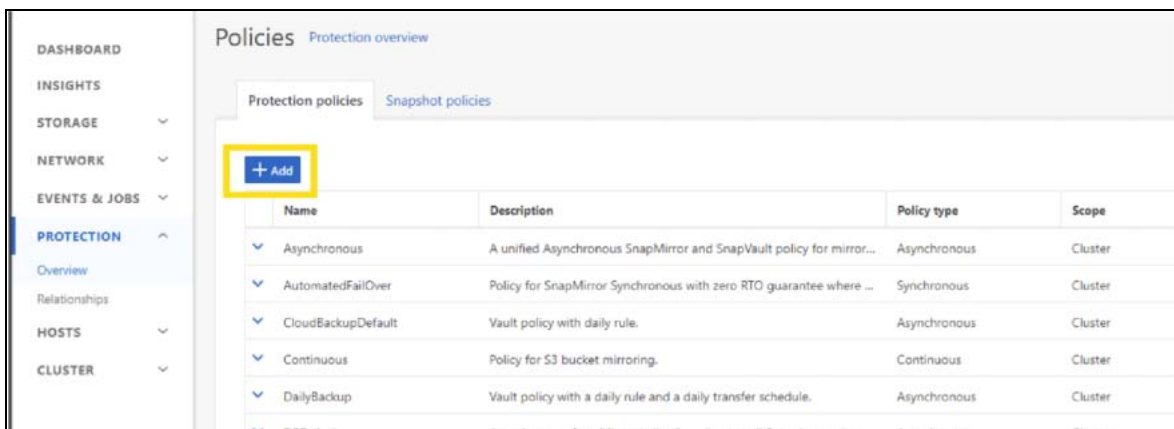 DASHBOARD
INSIGHTS
STORAGE
NETWORK
EVENTS & JOBS
PROTECTION
Overview
Relationships
HOSTS
CLUSTER
Policies Protection overview
Protection policies Snapshot policies
+ Add
Name Description Policy type Scope
Asynchronous A unified Asynchronous SnapMirror and SnapVault policy for mirror... Asynchronous Cluster
AutomatedFailOver Policy for SnapMirror Synchronous with zero RTO guarantee where ... Synchronous Cluster
CloudBackupDefault Vault policy with daily rule. Asynchronous Cluster
Continuous Policy for S3 bucket mirroring. Continuous Cluster
DailyBackup Vault policy with a daily rule and a daily transfer schedule. Asynchronous Cluster